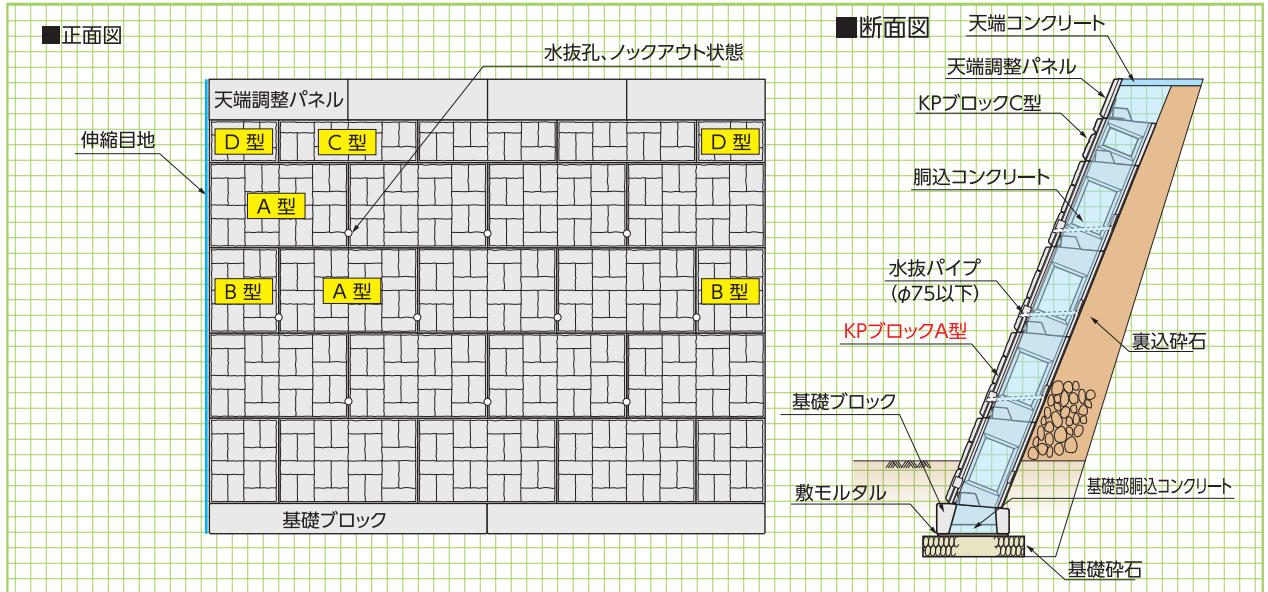 ■正面図
水抜孔、ノックアウト状態
天端調整パネル
伸縮目地
D 型
C 型
D 型
A 型
B 型
A 型
B 型
基礎ブロック
■断面図
天端コンクリート
天端調整パネル
KPブロックC型
胴込コンクリート
水抜パイプ
(φ75以下)
KPブロックA型
裏込砕石
基礎ブロック
敷モルタル
基礎部胴込コンクリート
基礎砕石